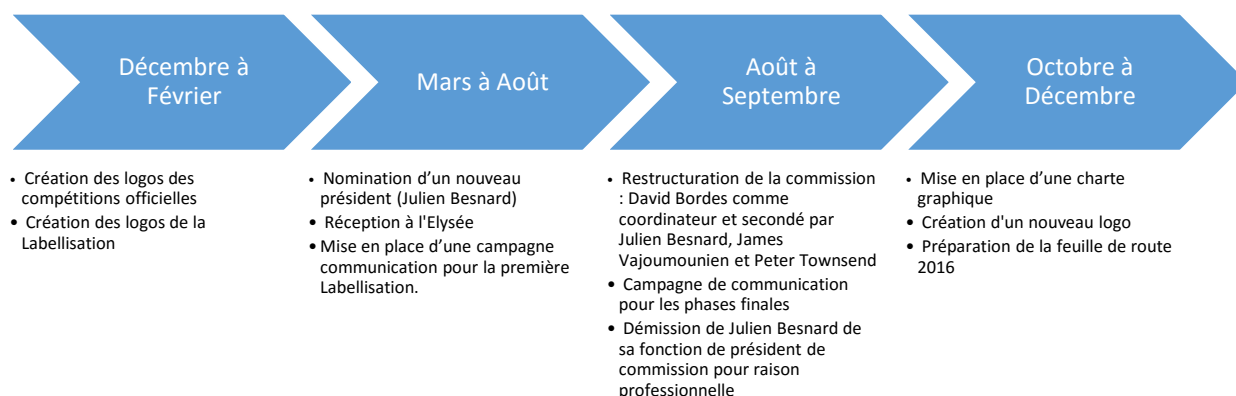 Décembre à
Février
Mars à Août
Août à
Septembre
Octobre à
Décembre
• Création des logos des
compétitions officielles
• Création des logos de la
Labellisation
• Nomination d’un nouveau
président (Julien Besnard)
• Réception à l'Elysée
• Mise en place d’une campagne
communication pour la première
Labellisation.
• Restructuration de la commission
: David Bordes comme
coordinateur et secondé par
Julien Besnard, James
Vajoumounien et Peter Townsend
• Campagne de communication
pour les phases finales
• Démission de Julien Besnard de
sa fonction de président de
commission pour raison
professionnelle
• Mise en place d’une charte
graphique
• Création d'un nouveau logo
• Préparation de la feuille de route
2016